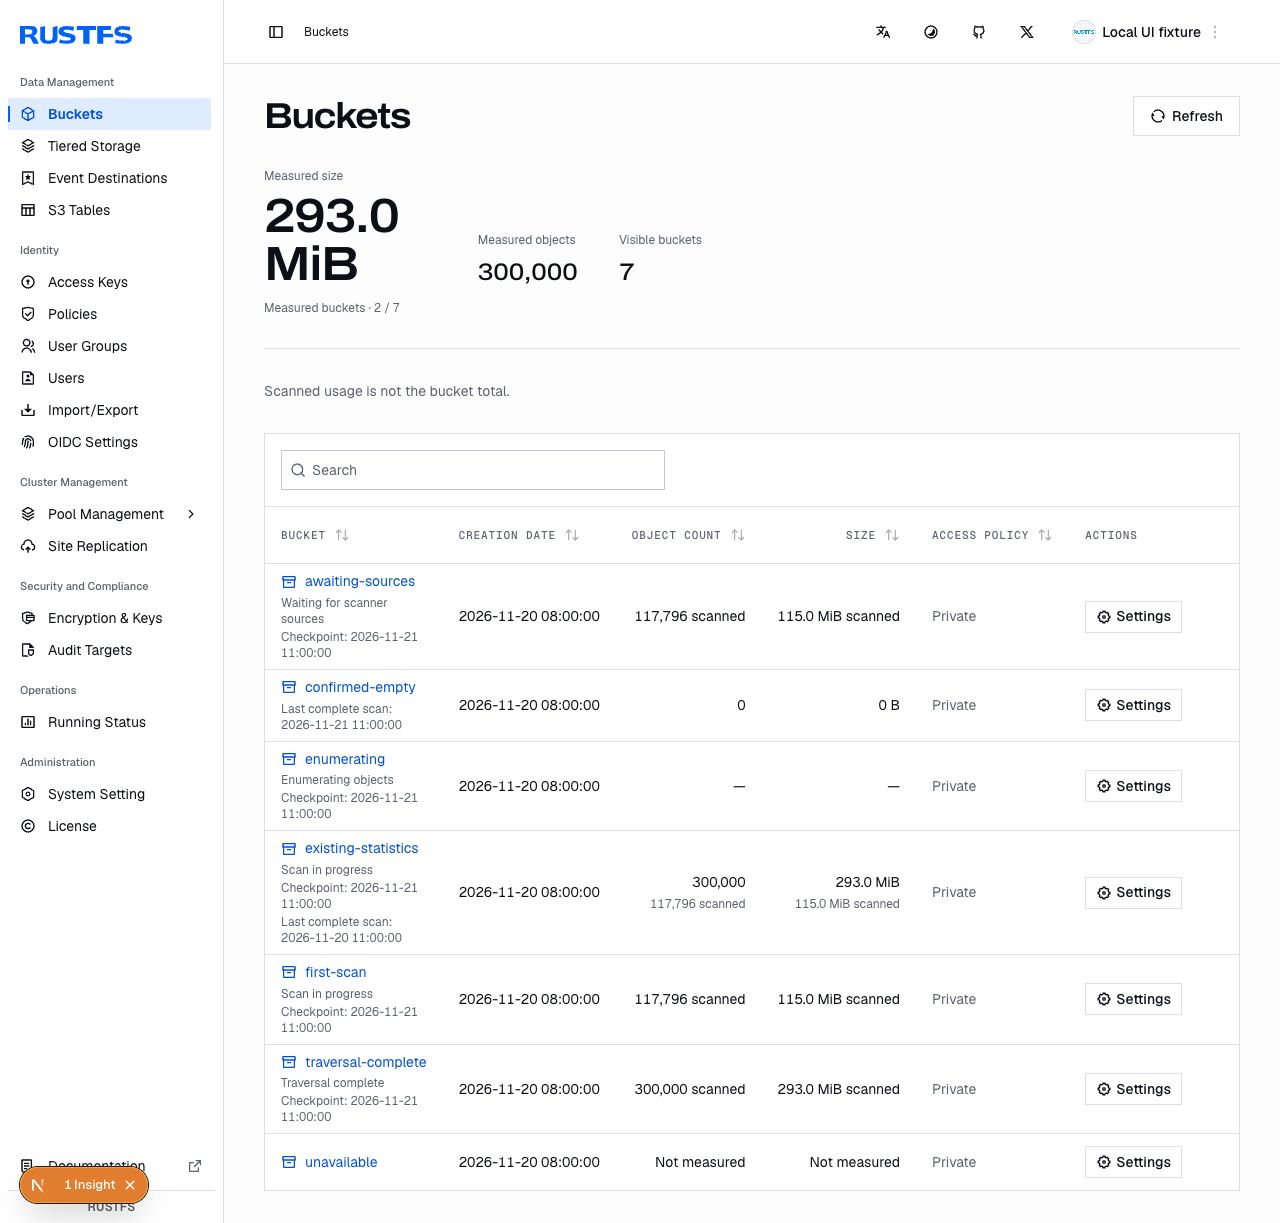 RUSTFS
Data Management
Buckets
Tiered Storage
Event Destinations
S3 Tables
Identity
Access Keys
Policies
User Groups
Users
Import/Export
OIDC Settings
Cluster Management
Pool Management
Site Replication
Security and Compliance
Encryption & Keys
Audit Targets
Operations
Running Status
Administration
System Setting
License
Documentation
1 Insight
RUSTFS
Buckets
RUSTFS
Local UI fixture
Buckets
Refresh
Measured size
293.0
MiB
Measured buckets · 2 / 7
Measured objects
300,000
Visible buckets
7
Scanned usage is not the bucket total.
Search
BUCKET CREATION DATE OBJECT COUNT SIZE ACCESS POLICY ACTIONS
awaiting-sources
Waiting for scanner
sources
Checkpoint: 2026-11-21
11:00:00
2026-11-20 08:00:00 117,796 scanned 115.0 MiB scanned Private Settings
confirmed-empty
Last complete scan:
2026-11-21 11:00:00
2026-11-20 08:00:00 0 0 B Private Settings
enumerating
Enumerating objects
Checkpoint: 2026-11-21
11:00:00
2026-11-20 08:00:00 — — Private Settings
existing-statistics
Scan in progress
Checkpoint: 2026-11-21
11:00:00
Last complete scan:
2026-11-20 11:00:00
2026-11-20 08:00:00 300,000 293.0 MiB Private Settings
117,796 scanned 115.0 MiB scanned
first-scan
Scan in progress
Checkpoint: 2026-11-21
11:00:00
2026-11-20 08:00:00 117,796 scanned 115.0 MiB scanned Private Settings
traversal-complete
Traversal complete
Checkpoint: 2026-11-21
11:00:00
2026-11-20 08:00:00 300,000 scanned 293.0 MiB scanned Private Settings
unavailable 2026-11-20 08:00:00 Not measured Not measured Private Settings